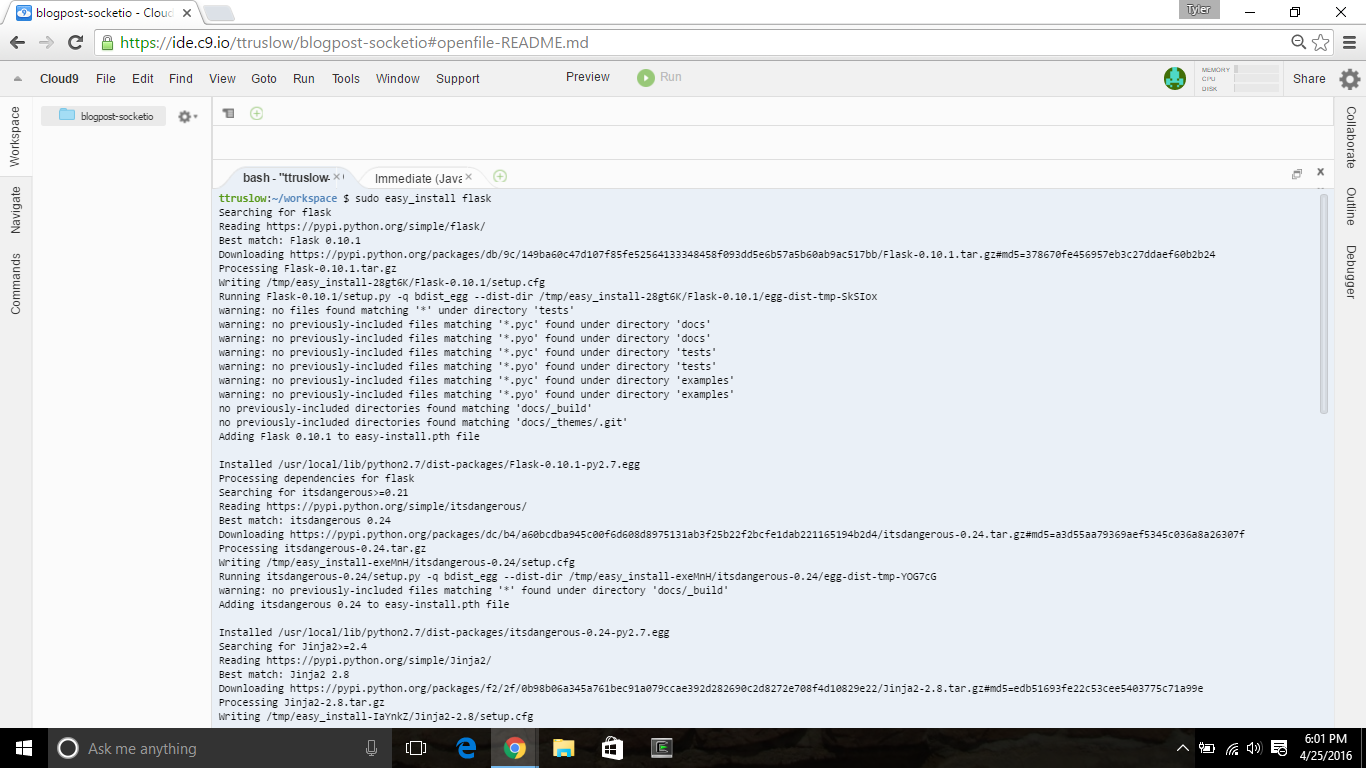 blogpost-socketio - Cloud
Tyler
https://ide.c9.io/ttruslow/blogpost-socketio#openfile-README.md
Cloud9 File Edit Find View Goto Run Tools Window Support Preview Run MEMORY CPU DISK Share
Workspace
Navigate
Commands
blogpost-socketio
Collaborate
Outline
Debugger
bash - "ttruslow- Immediate (Java
ttruslow:~/workspace $ sudo easy_install flask
Searching for flask
Reading https://pypi.python.org/simple/flask/
Best match: Flask 0.10.1
Downloading https://pypi.python.org/packages/db/9c/149ba60c47d107f85fe52564133348458f093dd5e6b57a5b60ab9ac517bb/Flask-0.10.1.tar.gz#md5=378670fe456957eb3c27ddaef60b2b24
Processing Flask-0.10.1.tar.gz
Writing /tmp/easy_install-28gt6K/Flask-0.10.1/setup.cfg
Running Flask-0.10.1/setup.py -q bdist_egg --dist-dir /tmp/easy_install-28gt6K/Flask-0.10.1/egg-dist-tmp-SkSIox
warning: no files found matching '*' under directory 'tests'
warning: no previously-included files matching '*.pyc' found under directory 'docs'
warning: no previously-included files matching '*.pyo' found under directory 'docs'
warning: no previously-included files matching '*.pyc' found under directory 'tests'
warning: no previously-included files matching '*.pyo' found under directory 'tests'
warning: no previously-included files matching '*.pyc' found under directory 'examples'
warning: no previously-included files matching '*.pyo' found under directory 'examples'
no previously-included directories found matching 'docs/_build'
no previously-included directories found matching 'docs/_themes/.git'
Adding Flask 0.10.1 to easy-install.pth file
Installed /usr/local/lib/python2.7/dist-packages/Flask-0.10.1-py2.7.egg
Processing dependencies for flask
Searching for itsdangerous>=0.21
Reading https://pypi.python.org/simple/itsdangerous/
Best match: itsdangerous 0.24
Downloading https://pypi.python.org/packages/dc/b4/a60bcdba945c00f6d608d8975131ab3f25b22f2bcfe1dab221165194b2d4/itsdangerous-0.24.tar.gz#md5=a3d55aa79369aef5345c036a8a26307f
Processing itsdangerous-0.24.tar.gz
Writing /tmp/easy_install-exeMnH/itsdangerous-0.24/setup.cfg
Running itsdangerous-0.24/setup.py -q bdist_egg --dist-dir /tmp/easy_install-exeMnH/itsdangerous-0.24/egg-dist-tmp-YOG7cG
warning: no previously-included files matching '*' found under directory 'docs/_build'
Adding itsdangerous 0.24 to easy-install.pth file
Installed /usr/local/lib/python2.7/dist-packages/itsdangerous-0.24-py2.7.egg
Searching for Jinja2>=2.4
Reading https://pypi.python.org/simple/Jinja2/
Best match: Jinja2 2.8
Downloading https://pypi.python.org/packages/f2/2f/0b98b06a345a761bec91a079ccae392d282690c2d8272e708f4d10829e22/Jinja2-2.8.tar.gz#md5=edb51693fe22c53cee5403775c71a99e
Processing Jinja2-2.8.tar.gz
Writing /tmp/easy_install-IaYnkZ/Jinja2-2.8/setup.cfg
Ask me anything
6:01 PM
4/25/2016